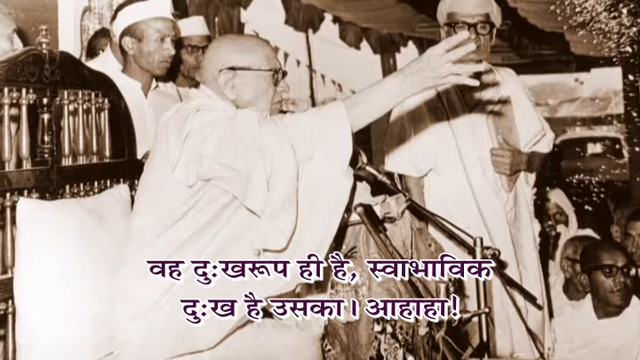 वह दुःखरूप ही है, स्वाभाविक
दुःख है उसका। आहाहा!